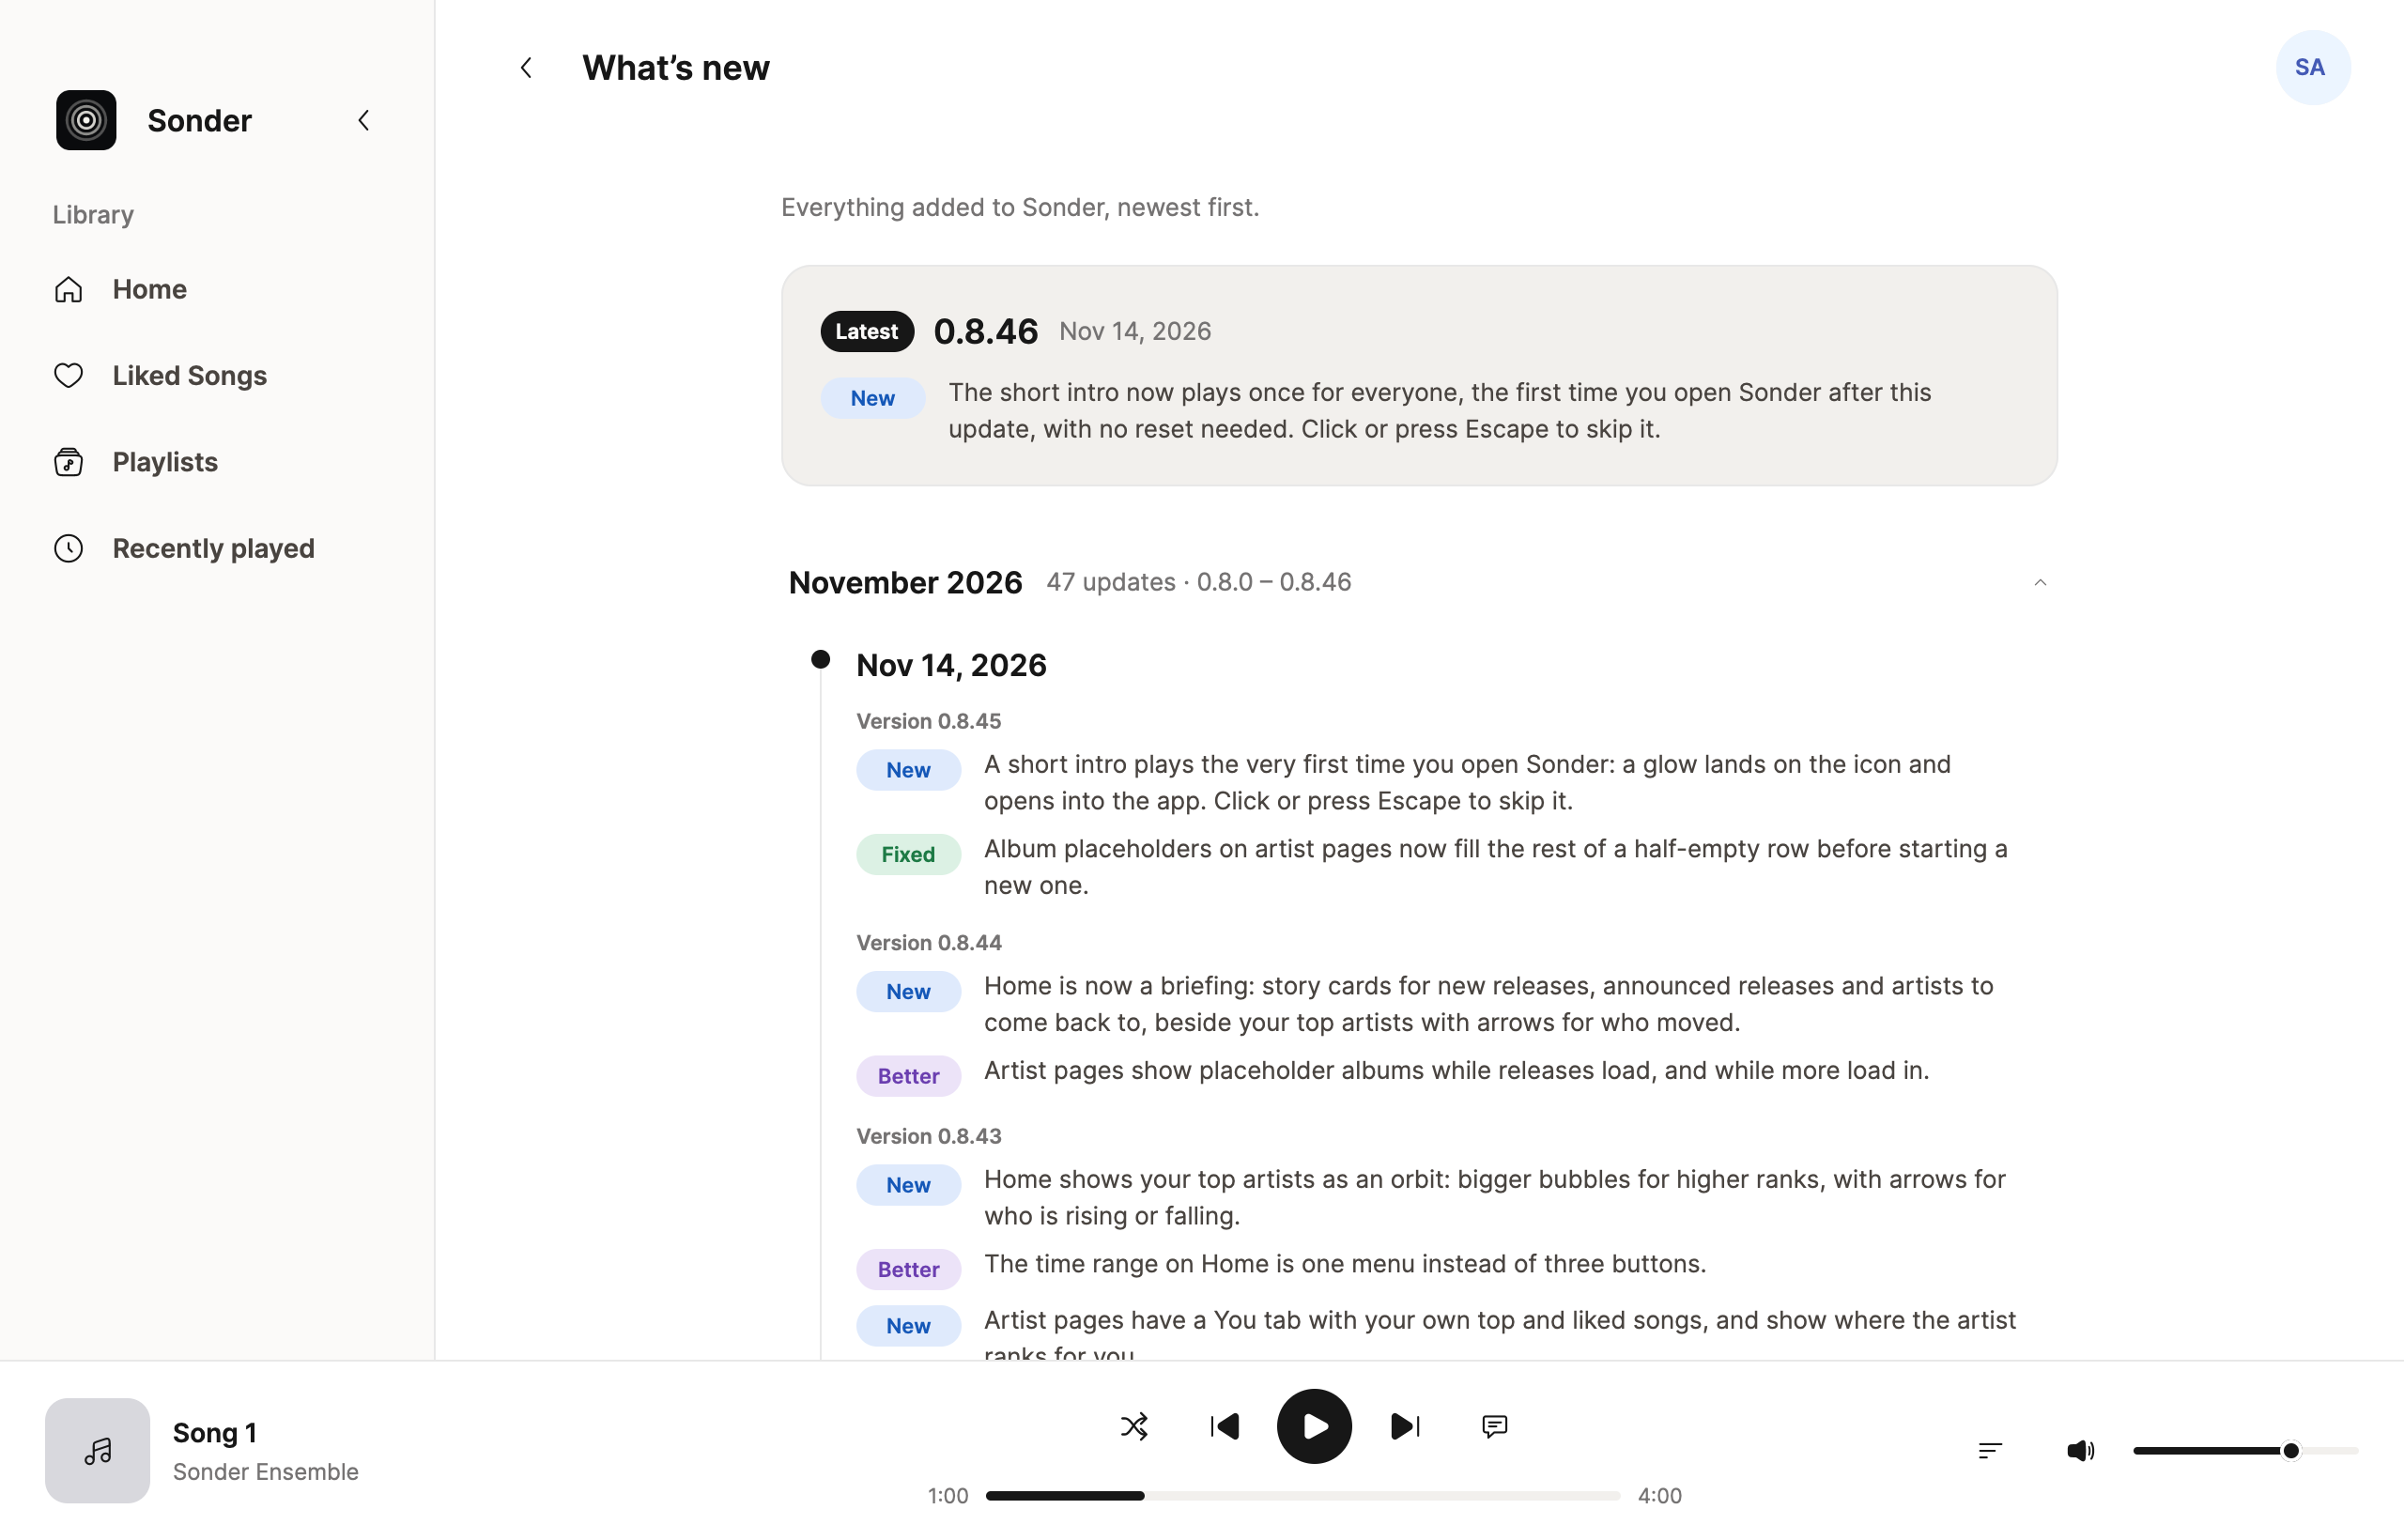 What’s new
SA
Sonder
Library
Home
Liked Songs
Playlists
Recently played
Everything added to Sonder, newest first.
Latest 0.8.46 Nov 14, 2026
New The short intro now plays once for everyone, the first time you open Sonder after this
update, with no reset needed. Click or press Escape to skip it.
November 2026 47 updates · 0.8.0 – 0.8.46
Nov 14, 2026
Version 0.8.45
New A short intro plays the very first time you open Sonder: a glow lands on the icon and
opens into the app. Click or press Escape to skip it.
Fixed Album placeholders on artist pages now fill the rest of a half-empty row before starting a
new one.
Version 0.8.44
New Home is now a briefing: story cards for new releases, announced releases and artists to
come back to, beside your top artists with arrows for who moved.
Better Artist pages show placeholder albums while releases load, and while more load in.
Version 0.8.43
New Home shows your top artists as an orbit: bigger bubbles for higher ranks, with arrows for
who is rising or falling.
Better The time range on Home is one menu instead of three buttons.
New Artist pages have a You tab with your own top and liked songs, and show where the artist
ranks for you
Song 1
Sonder Ensemble
1:00
4:00